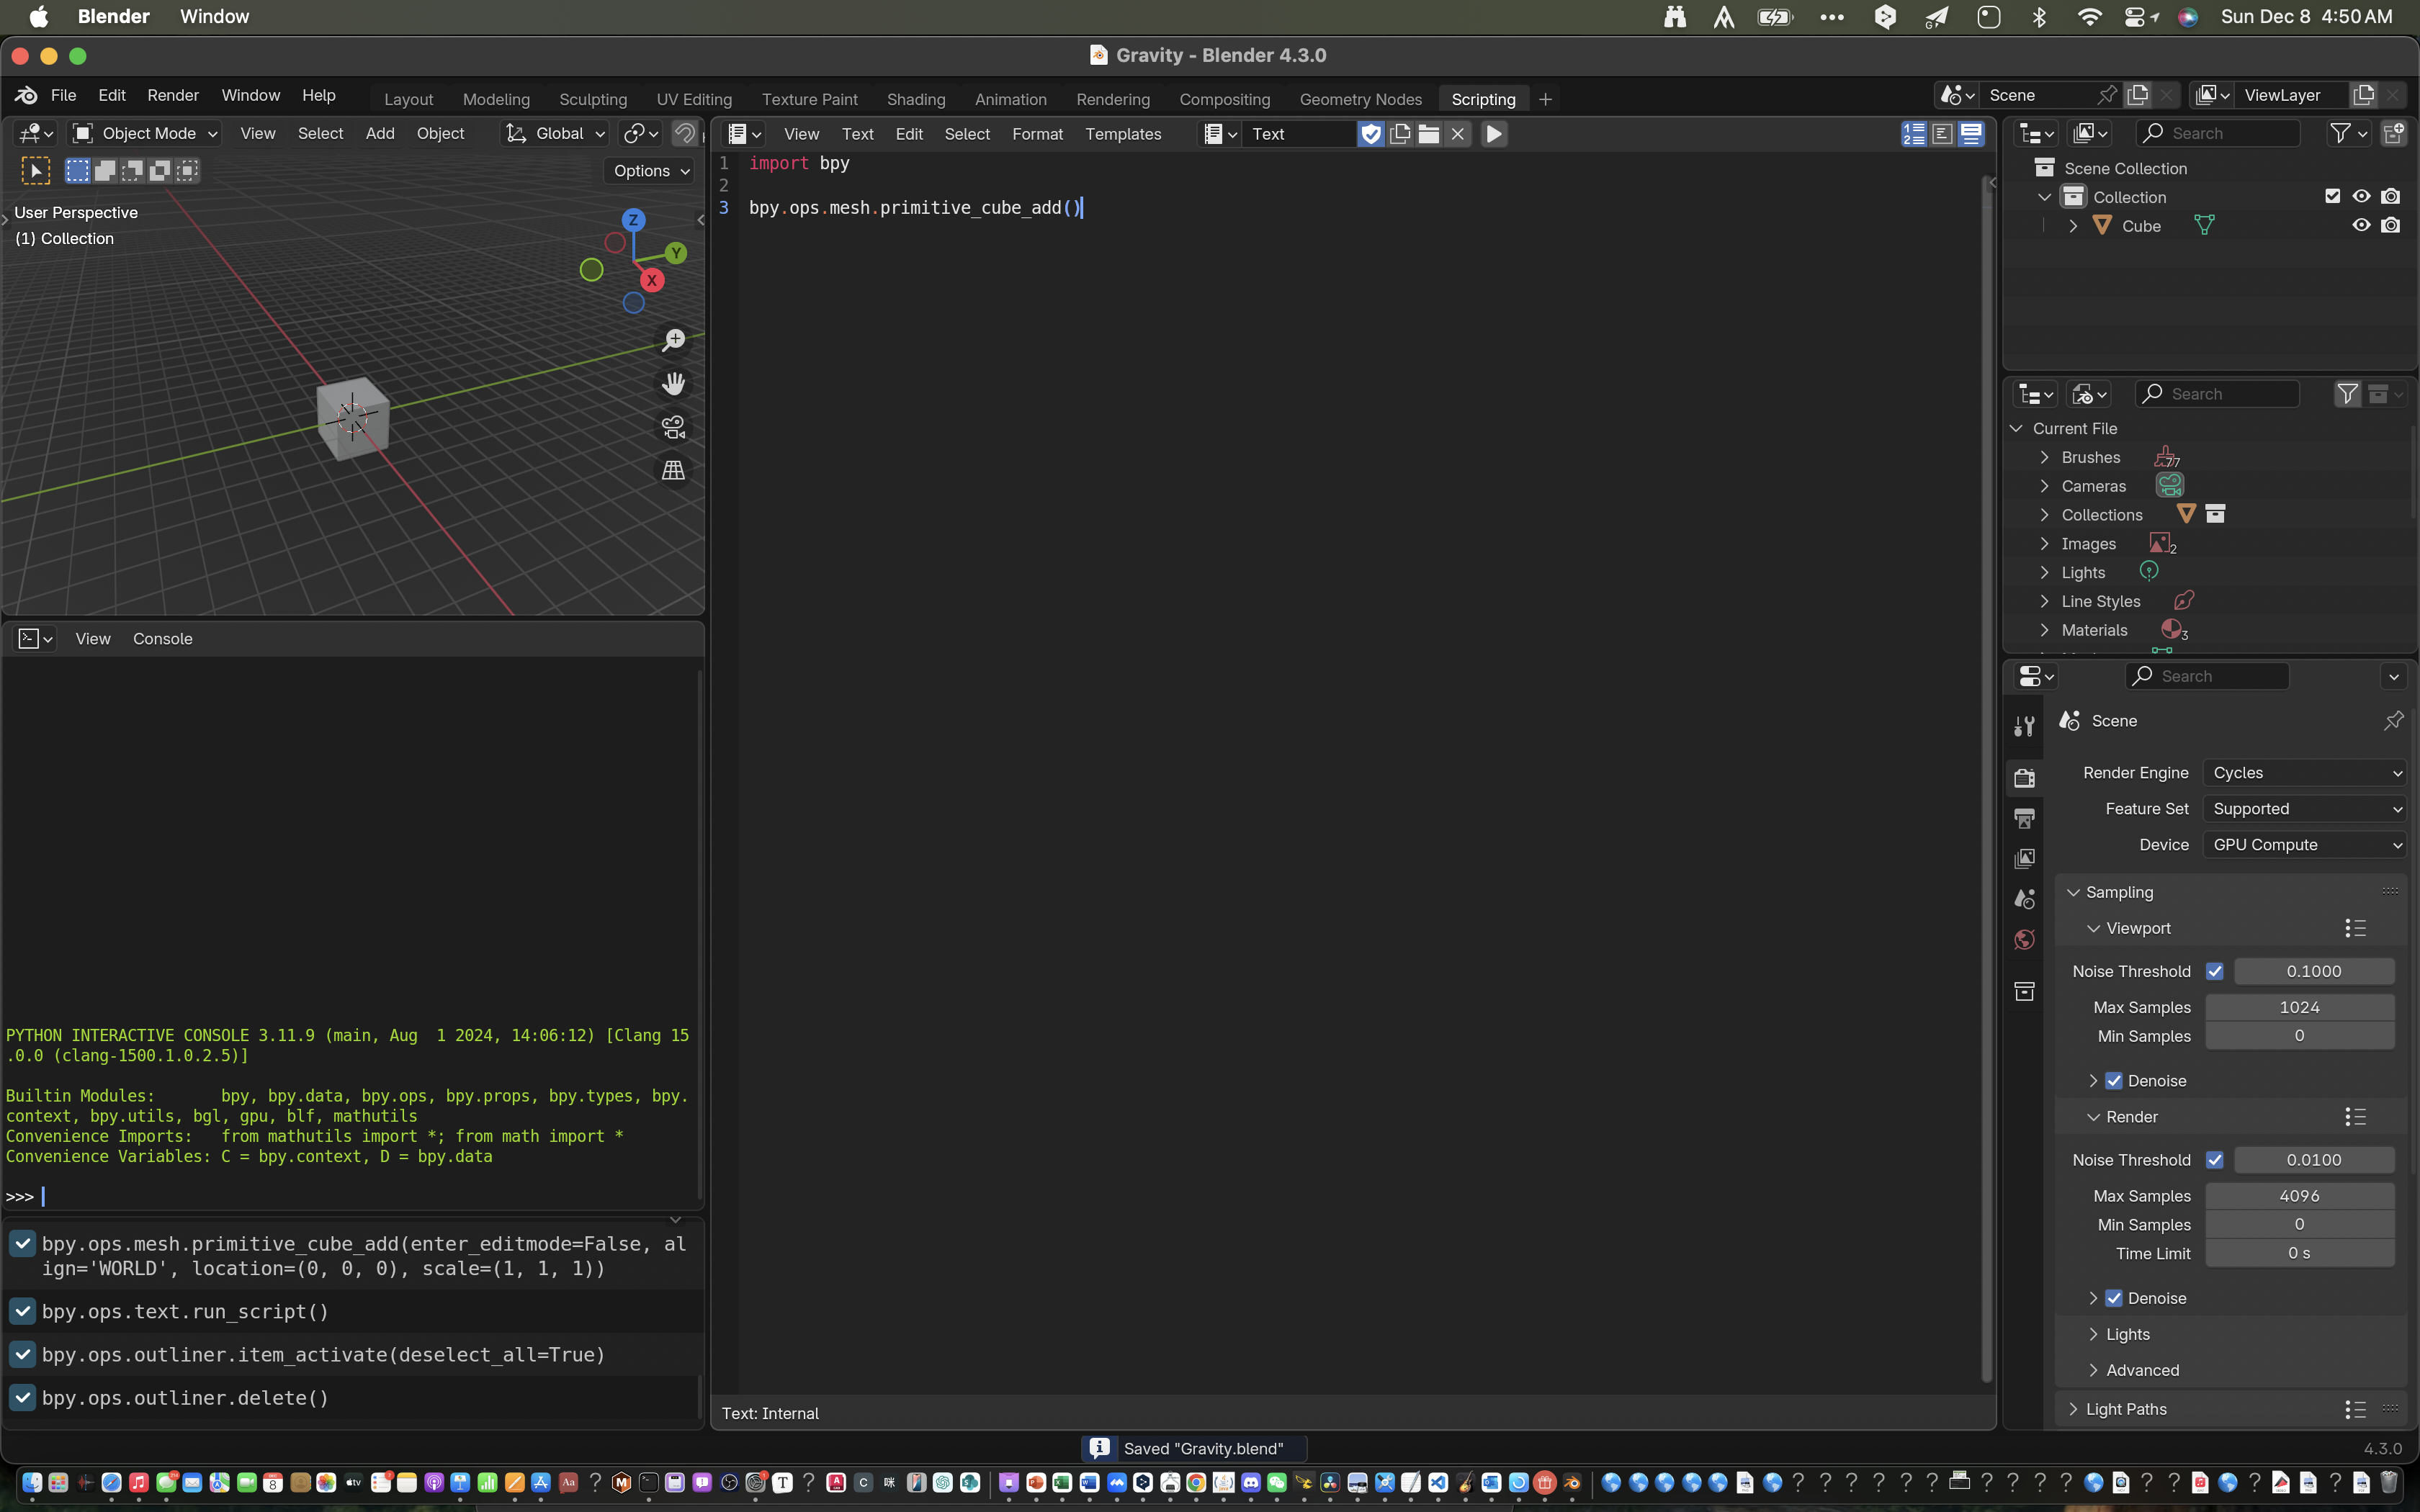 Blender Window Sun Dec 8 4:50 AM
Gravity - Blender 4.3.0
File Edit Render Window Help Layout Modeling Sculpting UV Editing Texture Paint Shading Animation Rendering Compositing Geometry Nodes Scripting + Scene ViewLayer
Object Mode View Select Add Object Global
Options
User Perspective
(1) Collection
Z
Y
X
View Text Edit Select Format Templates Text
1 import bpy
2
3 bpy.ops.mesh.primitive_cube_add()
Text: Internal
View Console
PYTHON INTERACTIVE CONSOLE 3.11.9 (main, Aug  1 2024, 14:06:12) [Clang 15
.0.0 (clang-1500.1.0.2.5)]
Builtin Modules:       bpy, bpy.data, bpy.ops, bpy.props, bpy.types, bpy.
context, bpy.utils, bgl, gpu, blf, mathutils
Convenience Imports:   from mathutils import *; from math import *
Convenience Variables: C = bpy.context, D = bpy.data
>>>
bpy.ops.mesh.primitive_cube_add(enter_editmode=False, al
ign='WORLD', location=(0, 0, 0), scale=(1, 1, 1))
bpy.ops.text.run_script()
bpy.ops.outliner.item_activate(deselect_all=True)
bpy.ops.outliner.delete()
Search
Scene Collection
Collection
Cube
Search
Current File
Brushes 77
Cameras
Collections
Images 2
Lights
Line Styles
Materials 3
Search
Scene
Render Engine Cycles
Feature Set Supported
Device GPU Compute
Sampling
Viewport
Noise Threshold 0.1000
Max Samples 1024
Min Samples 0
Denoise
Render
Noise Threshold 0.0100
Max Samples 4096
Min Samples 0
Time Limit 0 s
Denoise
Lights
Advanced
Light Paths
Saved "Gravity.blend"
4.3.0